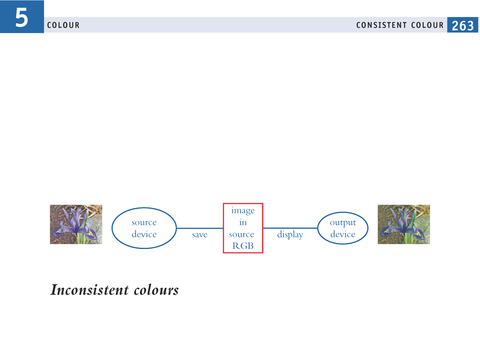 5
COLOUR
CONSISTENT COLOUR 263
source
device
save
image
in
source
RGB
display
output
device
Inconsistent colours